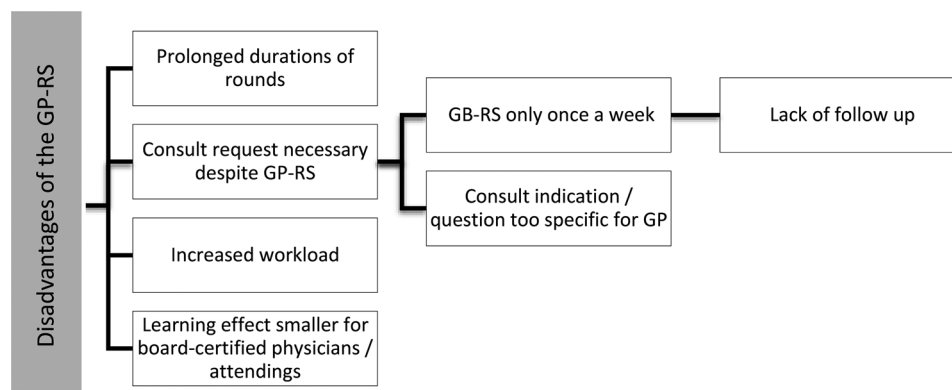 Disadvantages of the GP-RS
Prolonged durations of
rounds
Consult request necessary
despite GP-RS
GB-RS only once a week
Lack of follow up
Consult indication /
question too specific for GP
Increased workload
Learning effect smaller for
board-certified physicians /
attendings